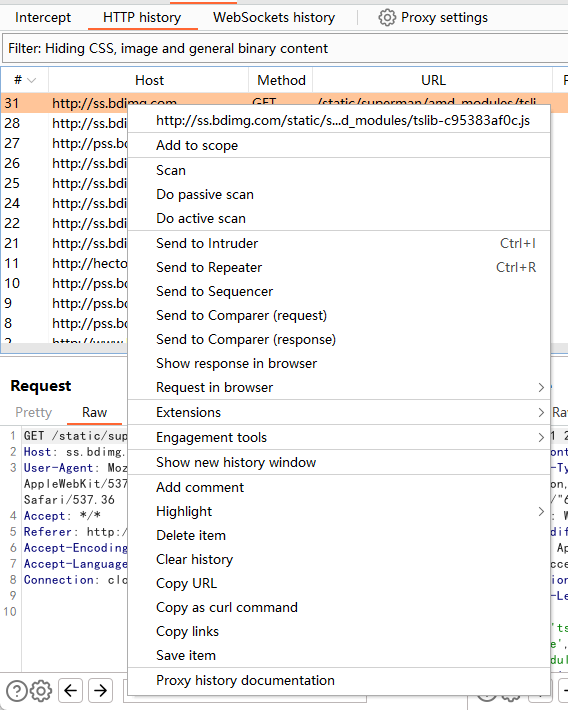 Intercept HTTP history WebSockets history Proxy settings
Filter: Hiding CSS, image and general binary content
# Host Method URL
31 http://ss.bdimg.com GET /static/superman/amd_modules/tsli
http://ss.bdimg.com/static/s...d_modules/tslib-c95383af0c.js
28 http://ss.bdi
27 http://pss.bd
Add to scope
26 http://ss.bdi
Scan
25 http://ss.bdi
Do passive scan
24 http://ss.bdi
Do active scan
22 http://ss.bdi
21 http://ss.bdi
Send to Intruder Ctrl+I
11 http://hecto
Send to Repeater Ctrl+R
10 http://pss.bd
Send to Sequencer
9 http://pss.bd
Send to Comparer (request)
8 http://pss.bd
Send to Comparer (response)
Show response in browser
Request in browser
Request
Pretty Raw
Extensions
Engagement tools
Show new history window
Add comment
Highlight
Delete item
Clear history
Copy URL
Copy as curl command
Copy links
Save item
Proxy history documentation
1 GET /static/sup
2 Host: ss.bdimg.
3 User-Agent: Moz
AppleWebKit/537
Safari/537.36
4 Accept: */*
5 Referer: http:/
6 Accept-Encoding
7 Accept-Language
8 Connection: clo
9
10